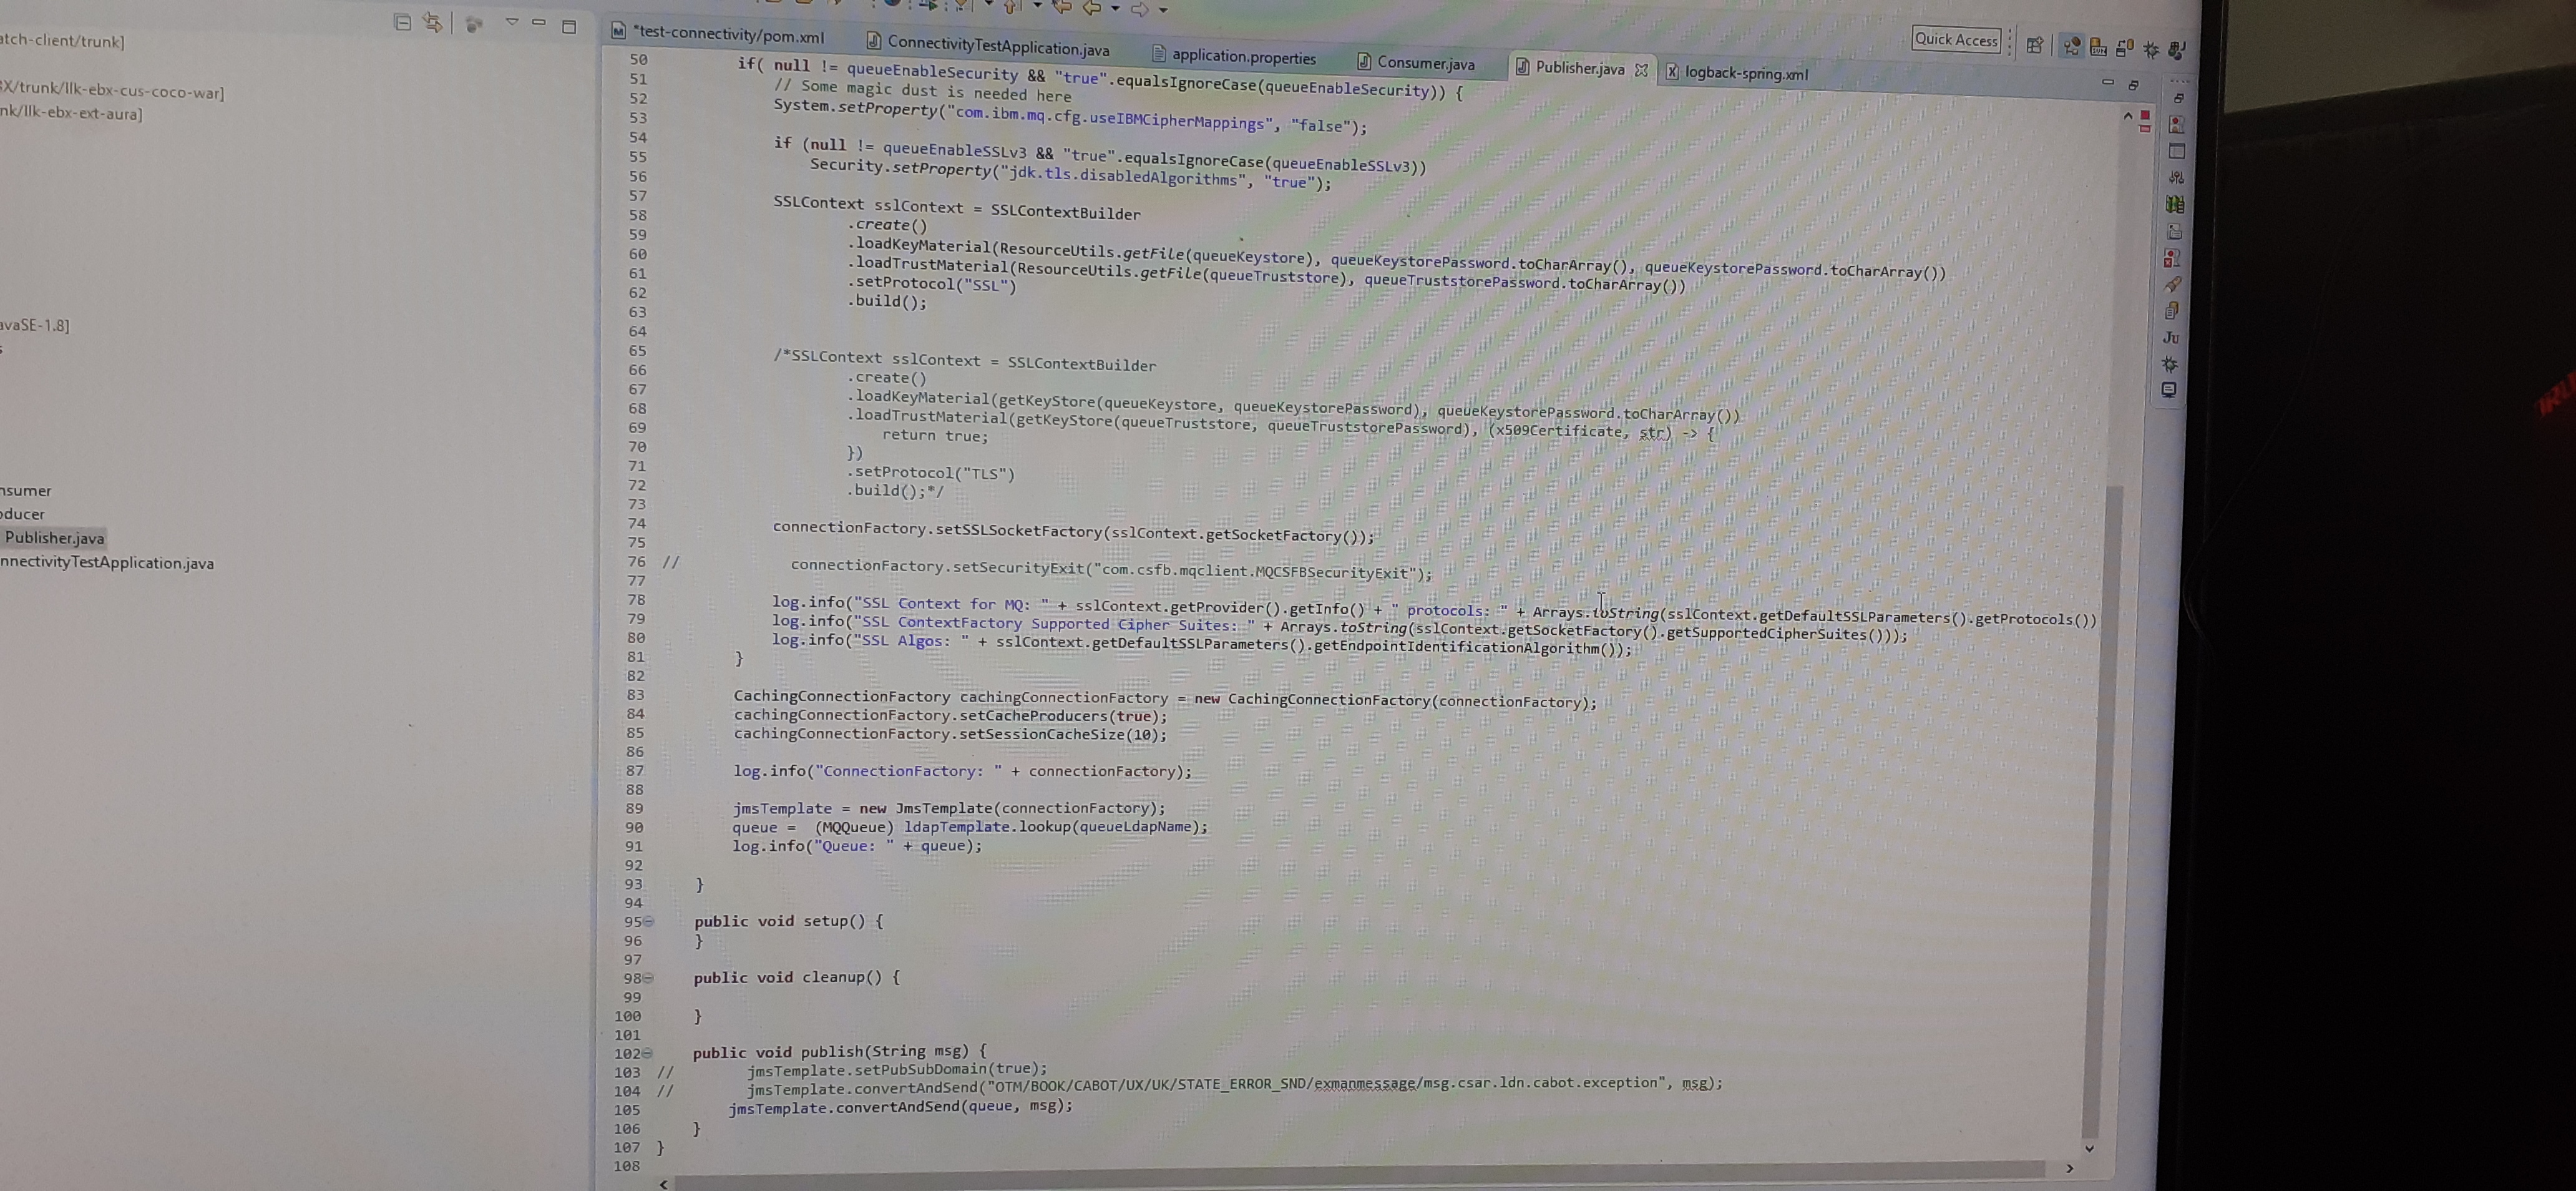 atch-client/trunk]
X/trunk/llk-ebx-cus-coco-war]
nk/llk-ebx-ext-aura]
avaSE-1.8]
nsumer
oducer
Publisher.java
nnectivityTestApplication.java
*test-connectivity/pom.xml
ConnectivityTestApplication.java
application.properties
Consumer.java
Publisher.java
logback-spring.xml
Quick Access
50 if( null != queueEnableSecurity && "true".equalsIgnoreCase(queueEnableSecurity)) {
51 // Some magic dust is needed here
52 System.setProperty("com.ibm.mq.cfg.useIBMCipherMappings", "false");
53
54 if (null != queueEnableSSLv3 && "true".equalsIgnoreCase(queueEnableSSLv3))
55 Security.setProperty("jdk.tls.disabledAlgorithms", "true");
56
57 SSLContext sslContext = SSLContextBuilder
58 .create()
59 .loadKeyMaterial(ResourceUtils.getFile(queueKeystore), queueKeystorePassword.toCharArray(), queueKeystorePassword.toCharArray())
60 .loadTrustMaterial(ResourceUtils.getFile(queueTruststore), queueTruststorePassword.toCharArray())
61 .setProtocol("SSL")
62 .build();
63
64
65 /*SSLContext sslContext = SSLContextBuilder
66 .create()
67 .loadKeyMaterial(getKeyStore(queueKeystore, queueKeystorePassword), queueKeystorePassword.toCharArray())
68 .loadTrustMaterial(getKeyStore(queueTruststore, queueTruststorePassword), (x509Certificate, str) -> {
69 return true;
70 })
71 .setProtocol("TLS")
72 .build();*/
73
74 connectionFactory.setSSLSocketFactory(sslContext.getSocketFactory());
75
76 // connectionFactory.setSecurityExit("com.csfb.mqclient.MQCSFBSecurityExit");
77
78 log.info("SSL Context for MQ: " + sslContext.getProvider().getInfo() + " protocols: " + Arrays.toString(sslContext.getDefaultSSLParameters().getProtocols())
79 log.info("SSL ContextFactory Supported Cipher Suites: " + Arrays.toString(sslContext.getSocketFactory().getSupportedCipherSuites()));
80 log.info("SSL Algos: " + sslContext.getDefaultSSLParameters().getEndpointIdentificationAlgorithm());
81 }
82
83 CachingConnectionFactory cachingConnectionFactory = new CachingConnectionFactory(connectionFactory);
84 cachingConnectionFactory.setCacheProducers(true);
85 cachingConnectionFactory.setSessionCacheSize(10);
86
87 log.info("ConnectionFactory: " + connectionFactory);
88
89 jmsTemplate = new JmsTemplate(connectionFactory);
90 queue = (MQQueue) ldapTemplate.lookup(queueLdapName);
91 log.info("Queue: " + queue);
92
93 }
94
95 public void setup() {
96 }
97
98 public void cleanup() {
99
100 }
101
102 public void publish(String msg) {
103 // jmsTemplate.setPubSubDomain(true);
104 // jmsTemplate.convertAndSend("OTM/BOOK/CABOT/UX/UK/STATE_ERROR_SND/exmanmessage/msg.csar.ldn.cabot.exception", msg);
105 jmsTemplate.convertAndSend(queue, msg);
106 }
107 }
108
Ju